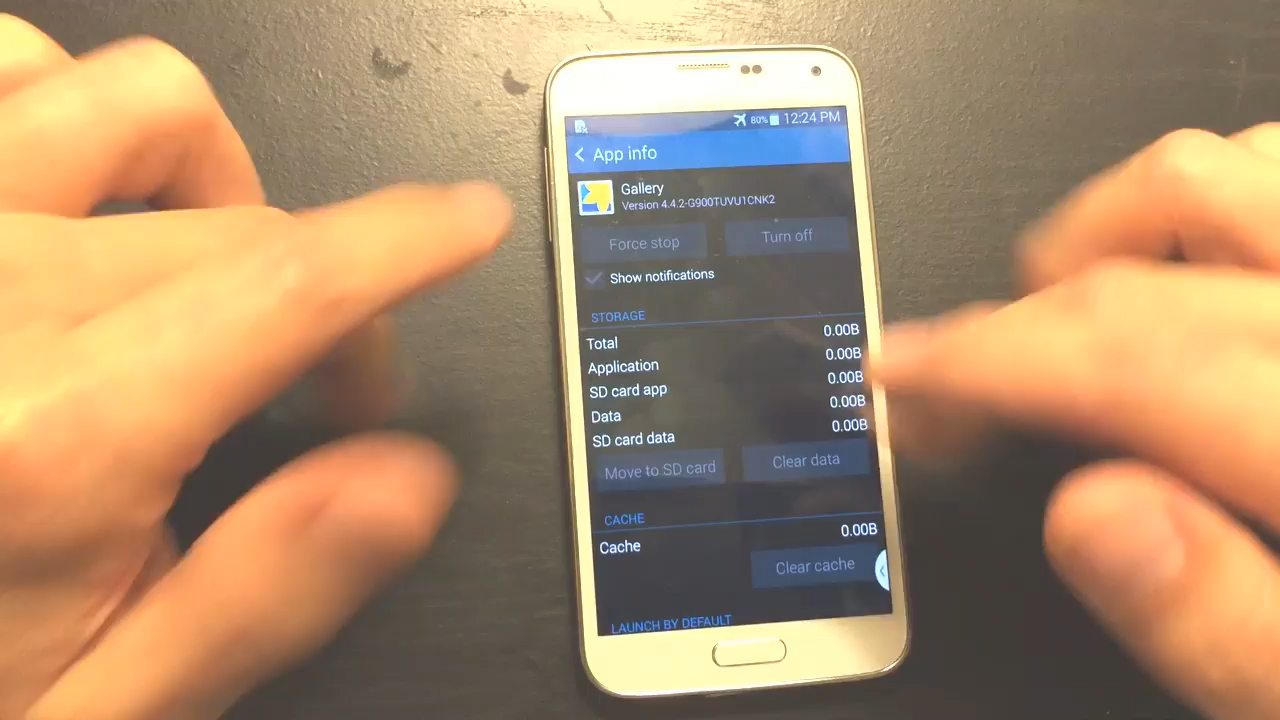 80% 12:24 PM
App info
Gallery
Version 4.4.2-G900TUVU1CNK2
Force stop Turn off
Show notifications
STORAGE
Total 0.00B
Application 0.00B
SD card app 0.00B
Data 0.00B
SD card data 0.00B
Move to SD card Clear data
CACHE
Cache 0.00B
Clear cache
LAUNCH BY DEFAULT